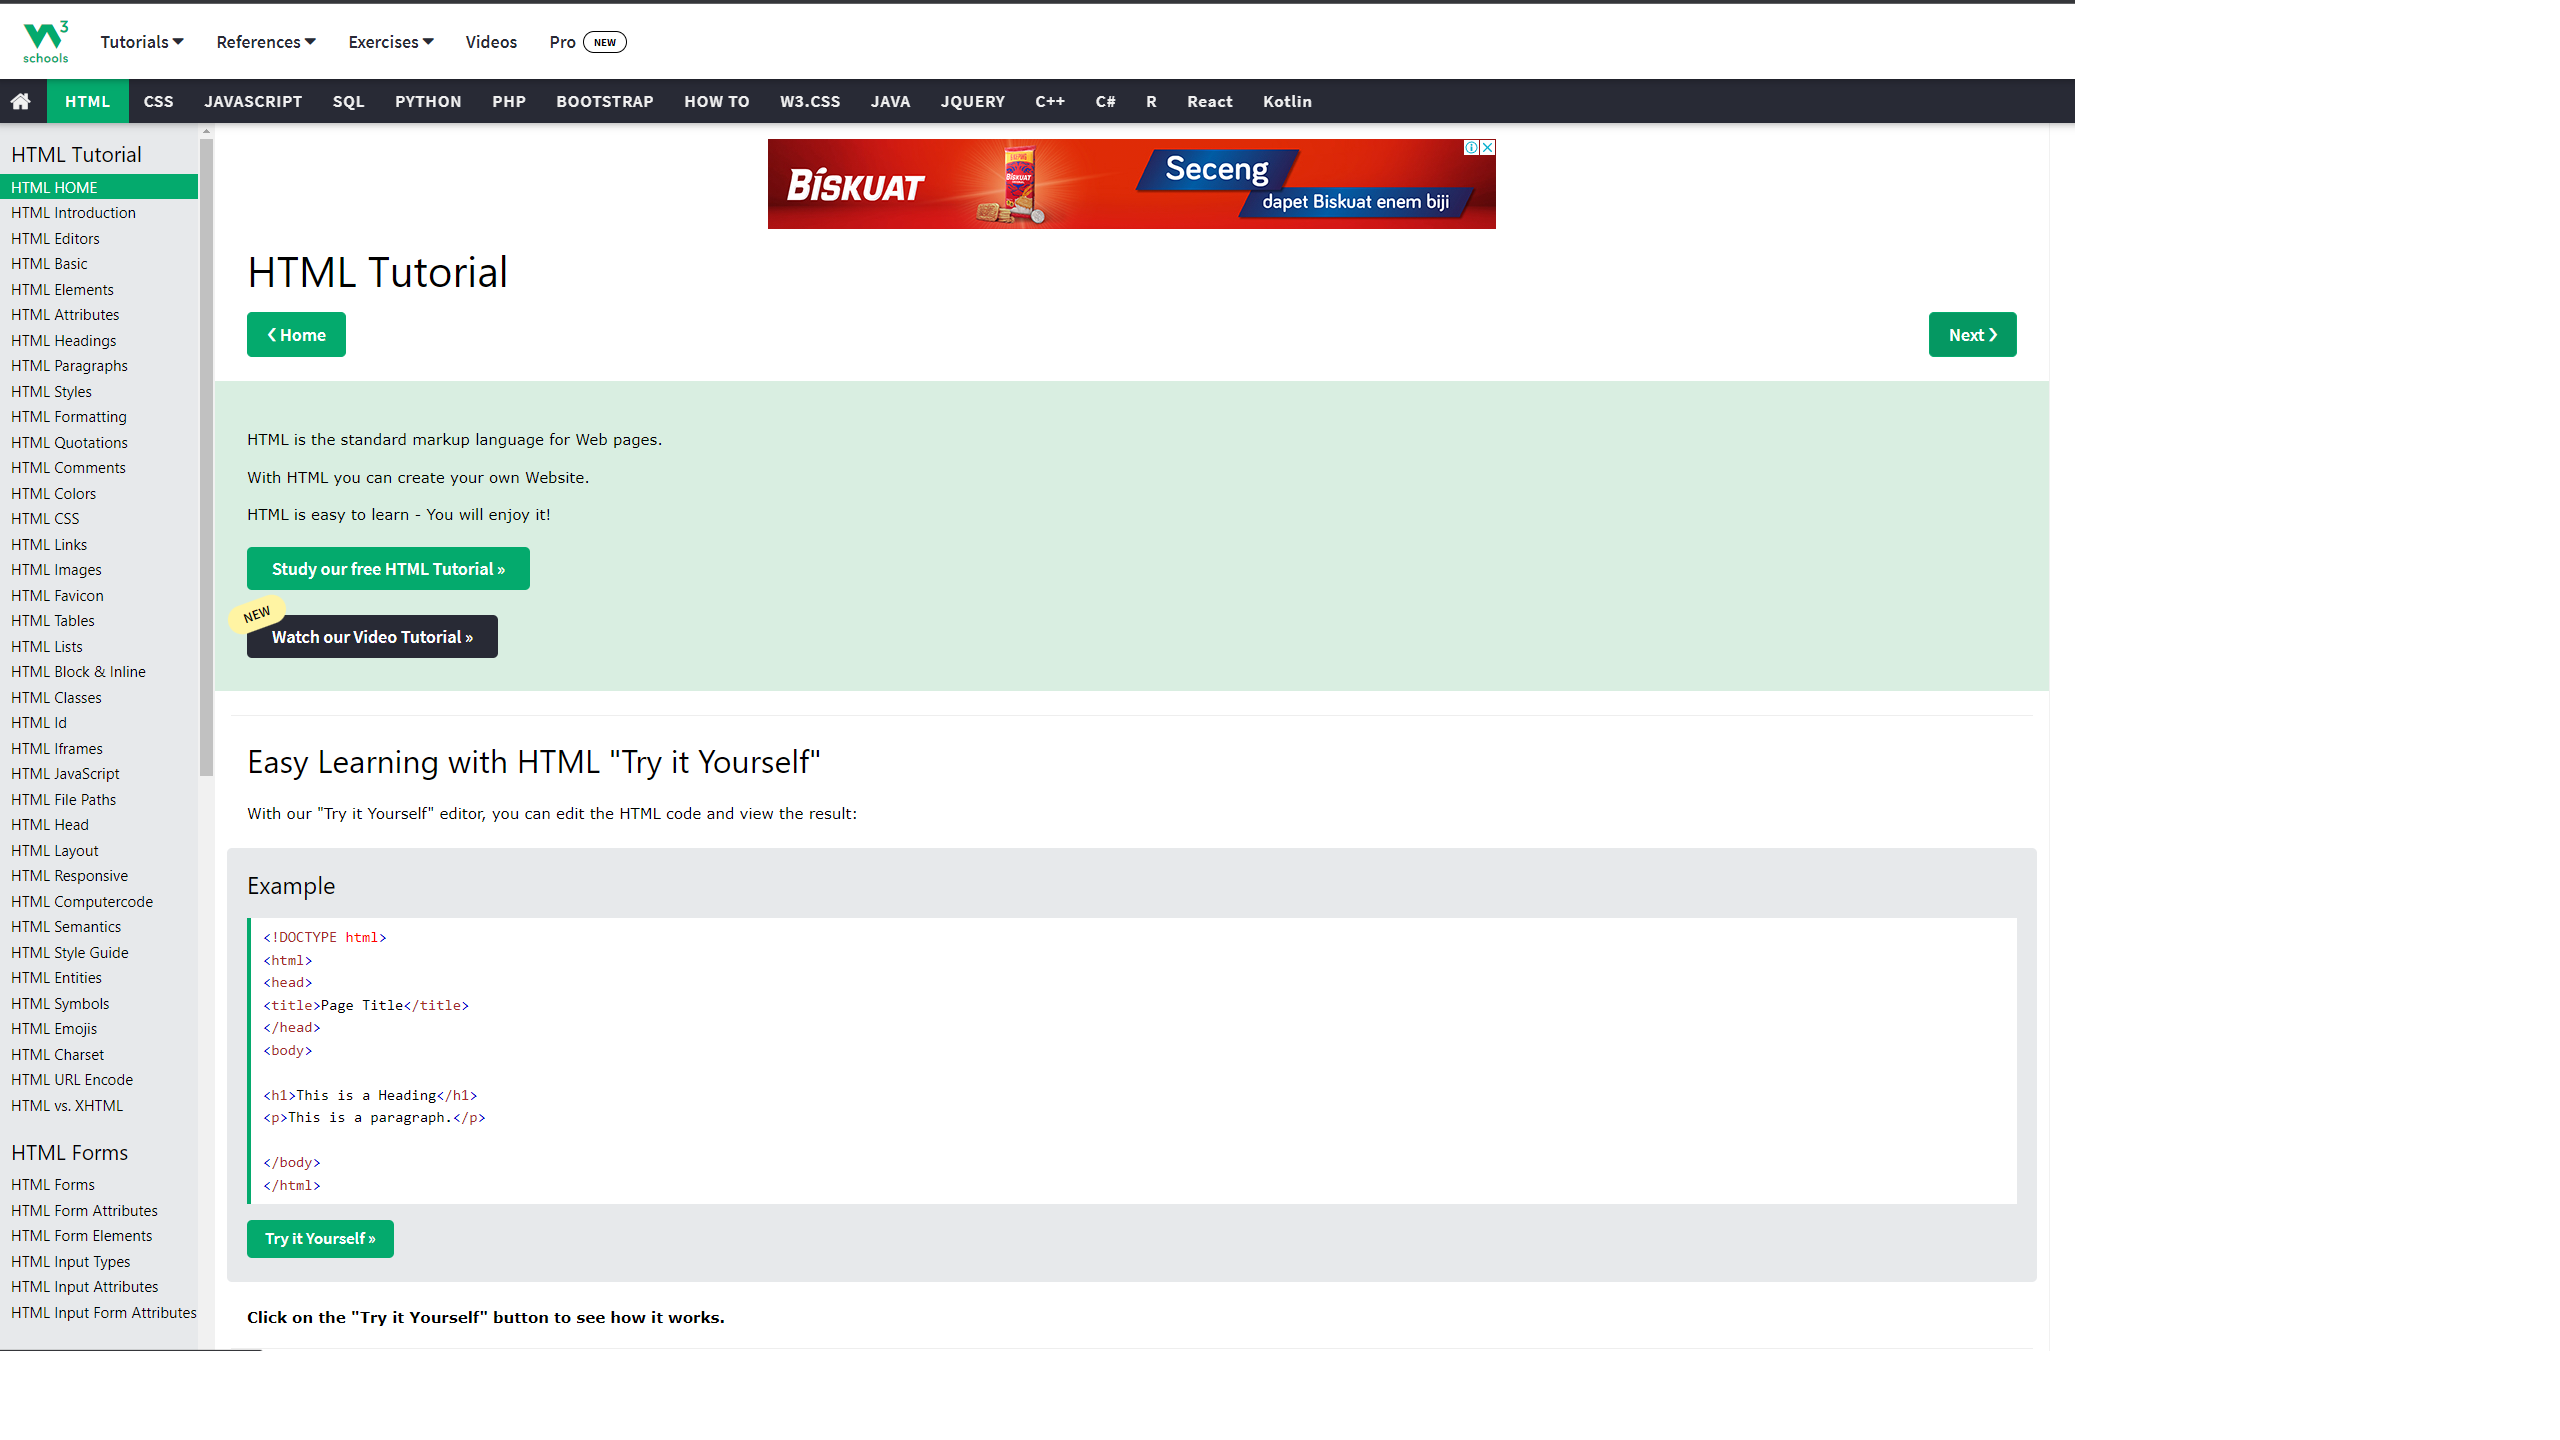 W3 schools
Tutorials References Exercises Videos Pro NEW
HTML CSS JAVASCRIPT SQL PYTHON PHP BOOTSTRAP HOW TO W3.CSS JAVA JQUERY C++ C# R React Kotlin
HTML Tutorial
HTML HOME
HTML Introduction
HTML Editors
HTML Basic
HTML Elements
HTML Attributes
HTML Headings
HTML Paragraphs
HTML Styles
HTML Formatting
HTML Quotations
HTML Comments
HTML Colors
HTML CSS
HTML Links
HTML Images
HTML Favicon
HTML Tables
HTML Lists
HTML Block & Inline
HTML Classes
HTML Id
HTML Iframes
HTML JavaScript
HTML File Paths
HTML Head
HTML Layout
HTML Responsive
HTML Computercode
HTML Semantics
HTML Style Guide
HTML Entities
HTML Symbols
HTML Emojis
HTML Charset
HTML URL Encode
HTML vs. XHTML
HTML Forms
HTML Forms
HTML Form Attributes
HTML Form Elements
HTML Input Types
HTML Input Attributes
HTML Input Form Attributes
BISKUAT
BISKUAT
Seceng
dapet Biskuat enem biji
HTML Tutorial
❮ Home
Next ❯
HTML is the standard markup language for Web pages.
With HTML you can create your own Website.
HTML is easy to learn - You will enjoy it!
Study our free HTML Tutorial »
NEW
Watch our Video Tutorial »
Easy Learning with HTML "Try it Yourself"
With our "Try it Yourself" editor, you can edit the HTML code and view the result:
Example
<!DOCTYPE html>
<html>
<head>
<title>Page Title</title>
</head>
<body>
<h1>This is a Heading</h1>
<p>This is a paragraph.</p>
</body>
</html>
Try it Yourself »
Click on the "Try it Yourself" button to see how it works.